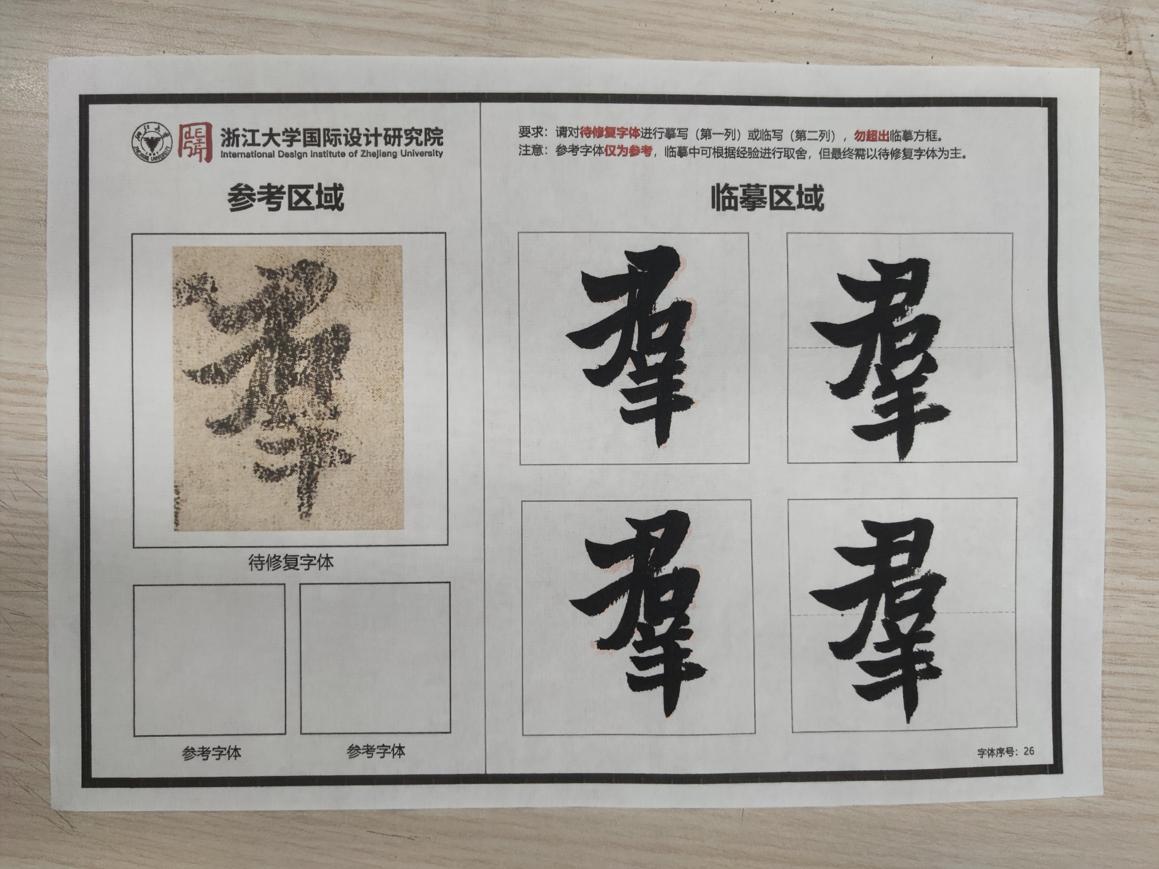 浙江大学国际设计研究院
International Design Institute of Zhejiang University
参考区域
羣
待修复字体
参考字体 参考字体
要求：请对待修复字体进行摹写（第一列）或临写（第二列），勿超出临摹方框。
注意：参考字体仅为参考，临摹中可根据经验进行取舍，但最终需以待修复字体为主。
临摹区域
羣 羣
羣 羣
字体序号：26